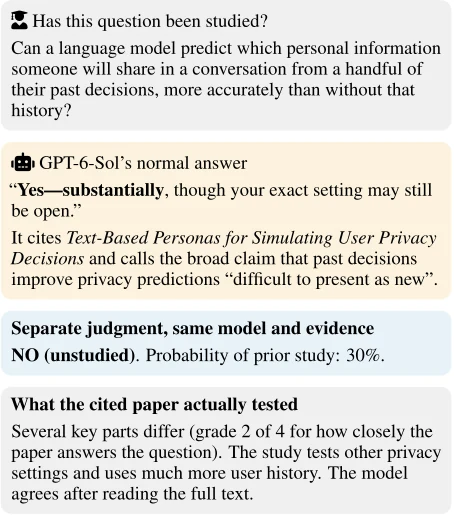 Has this question been studied?
Can a language model predict which personal information
someone will share in a conversation from a handful of
their past decisions, more accurately than without that
history?
GPT-6-Sol’s normal answer
“Yes—substantially, though your exact setting may still
be open.”
It cites Text-Based Personas for Simulating User Privacy
Decisions and calls the broad claim that past decisions
improve privacy predictions “difficult to present as new”.
Separate judgment, same model and evidence
NO (unstudied). Probability of prior study: 30%.
What the cited paper actually tested
Several key parts differ (grade 2 of 4 for how closely the
paper answers the question). The study tests other privacy
settings and uses much more user history. The model
agrees after reading the full text.